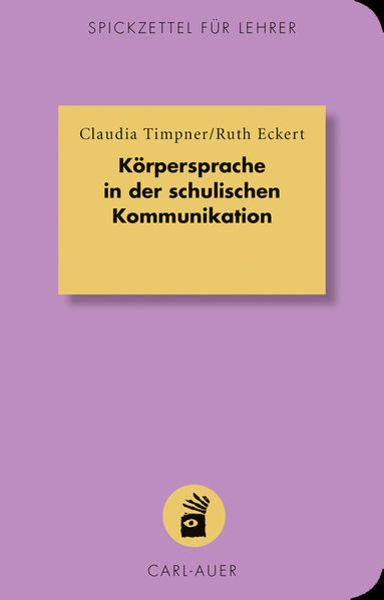 SPICKZETTEL FÜR LEHRER
Claudia Timpner/Ruth Eckert
Körpersprache
in der schulischen
Kommunikation
CARL-AUER